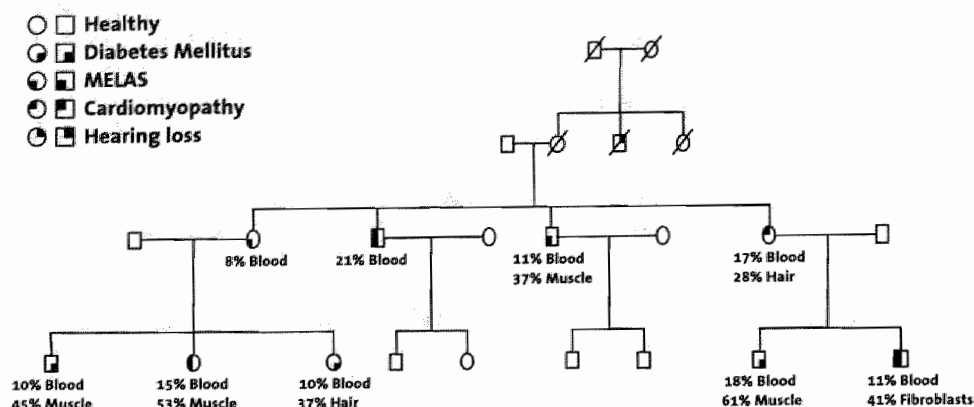 Healthy
Diabetes Mellitus
MELAS
Cardiomyopathy
Hearing loss
8% Blood
21% Blood
11% Blood
37% Muscle
17% Blood
28% Hair
10% Blood
45% Muscle
15% Blood
53% Muscle
10% Blood
37% Hair
18% Blood
61% Muscle
11% Blood
41% Fibroblasts